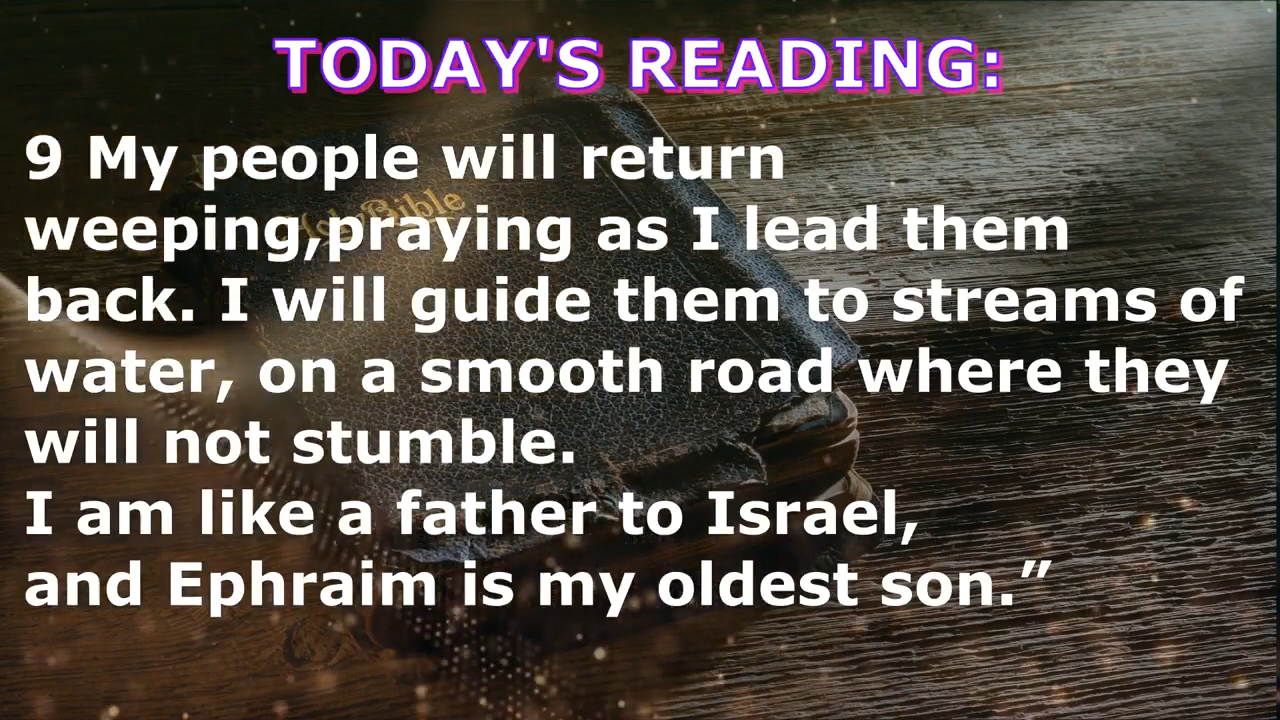 TODAY'S READING:
9 My people will return
weeping,praying as I lead them
back. I will guide them to streams of
water, on a smooth road where they
will not stumble.
I am like a father to Israel,
and Ephraim is my oldest son.”
Holy Bible